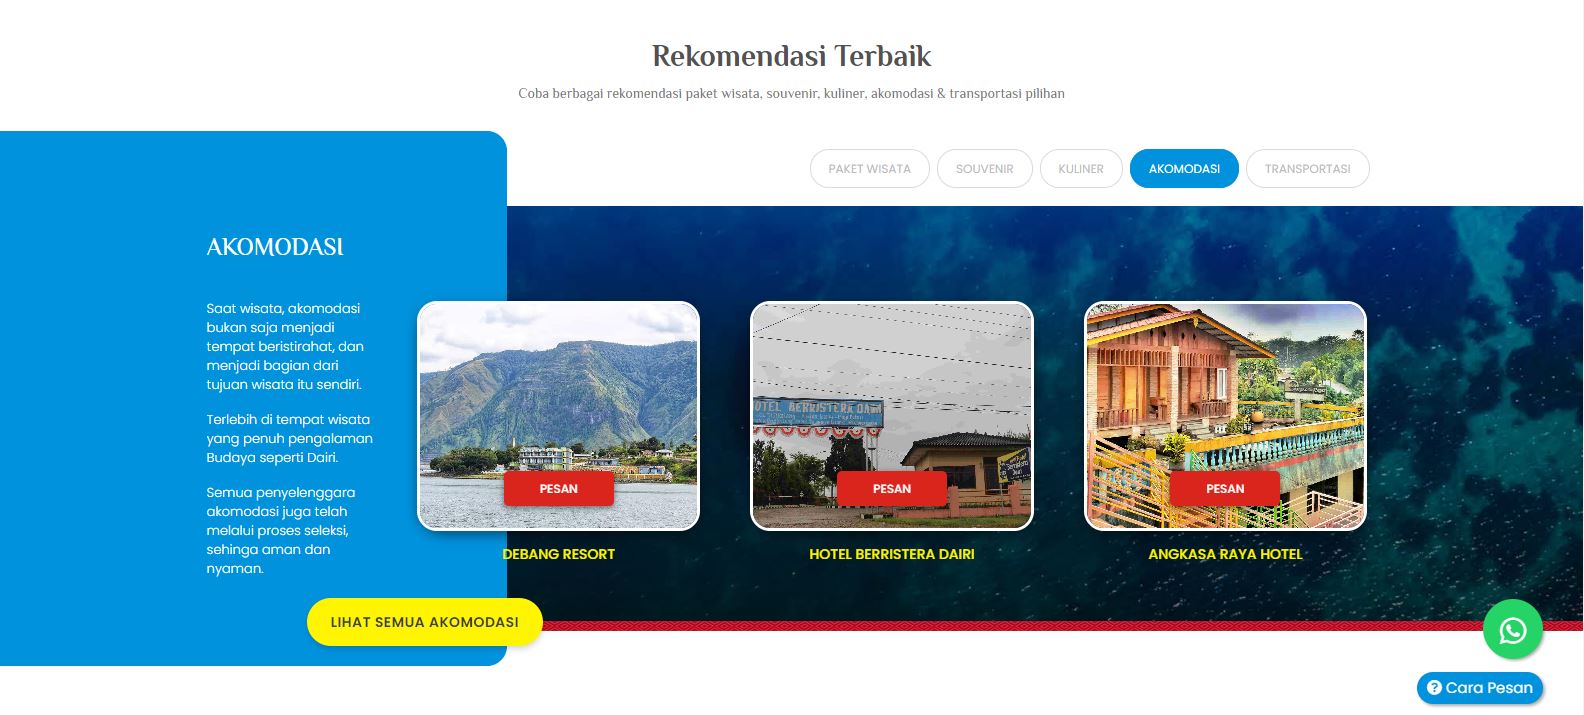 Rekomendasi Terbaik
Coba berbagai rekomendasi paket wisata, souvenir, kuliner, akomodasi & transportasi pilihan
PAKET WISATA
SOUVENIR
KULINER
AKOMODASI
TRANSPORTASI
AKOMODASI
Saat wisata, akomodasi
bukan saja menjadi
tempat beristirahat, dan
menjadi bagian dari
tujuan wisata itu sendiri.
Terlebih di tempat wisata
yang penuh pengalaman
Budaya seperti Dairi.
Semua penyelenggara
akomodasi juga telah
melalui proses seleksi,
sehinga aman dan
nyaman.
PESAN
DEBANG RESORT
HOTEL BERRISTERA DAIRI
PESAN
HOTEL BERRISTERA DAIRI
PESAN
ANGKASA RAYA HOTEL
LIHAT SEMUA AKOMODASI
? Cara Pesan